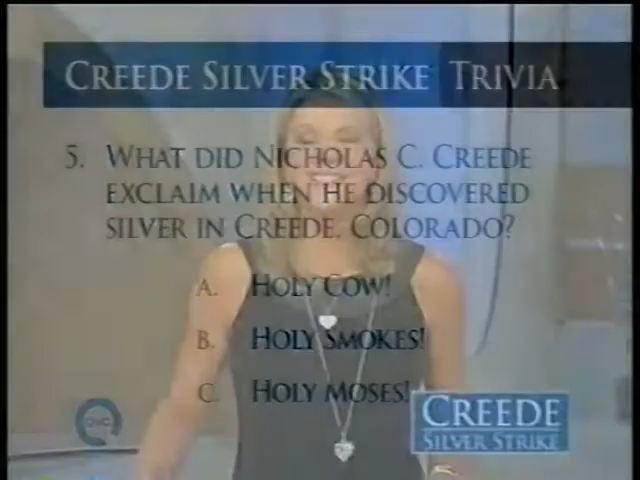 CREEDE SILVER STRIKE TRIVIA
5. WHAT DID NICHOLAS C. CREEDE
EXCLAIM WHEN HE DISCOVERED
SILVER IN CREEDE, COLORADO?
A. HOLY COW!
B. HOLY SMOKES!
C. HOLY MOSES!
QVC
CREEDE
SILVER STRIKE